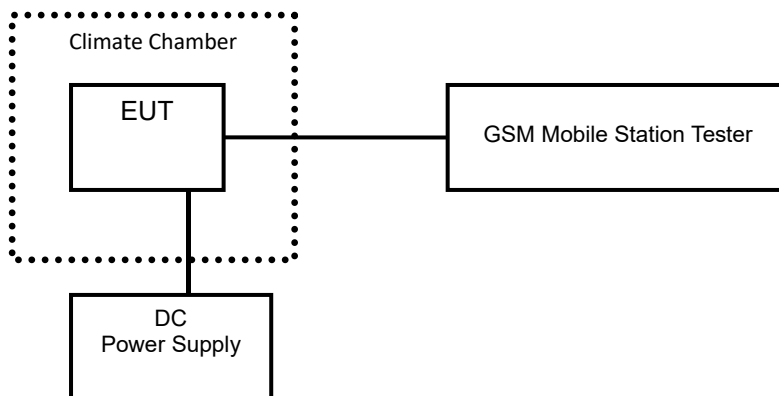 Climate Chamber
EUT
GSM Mobile Station Tester
DC
Power Supply